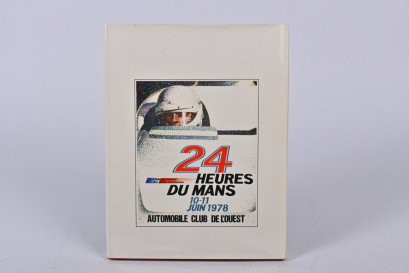 24
HEURES
DU MANS
10-11
JUIN 1978
AUTOMOBILE CLUB DE L'OUEST